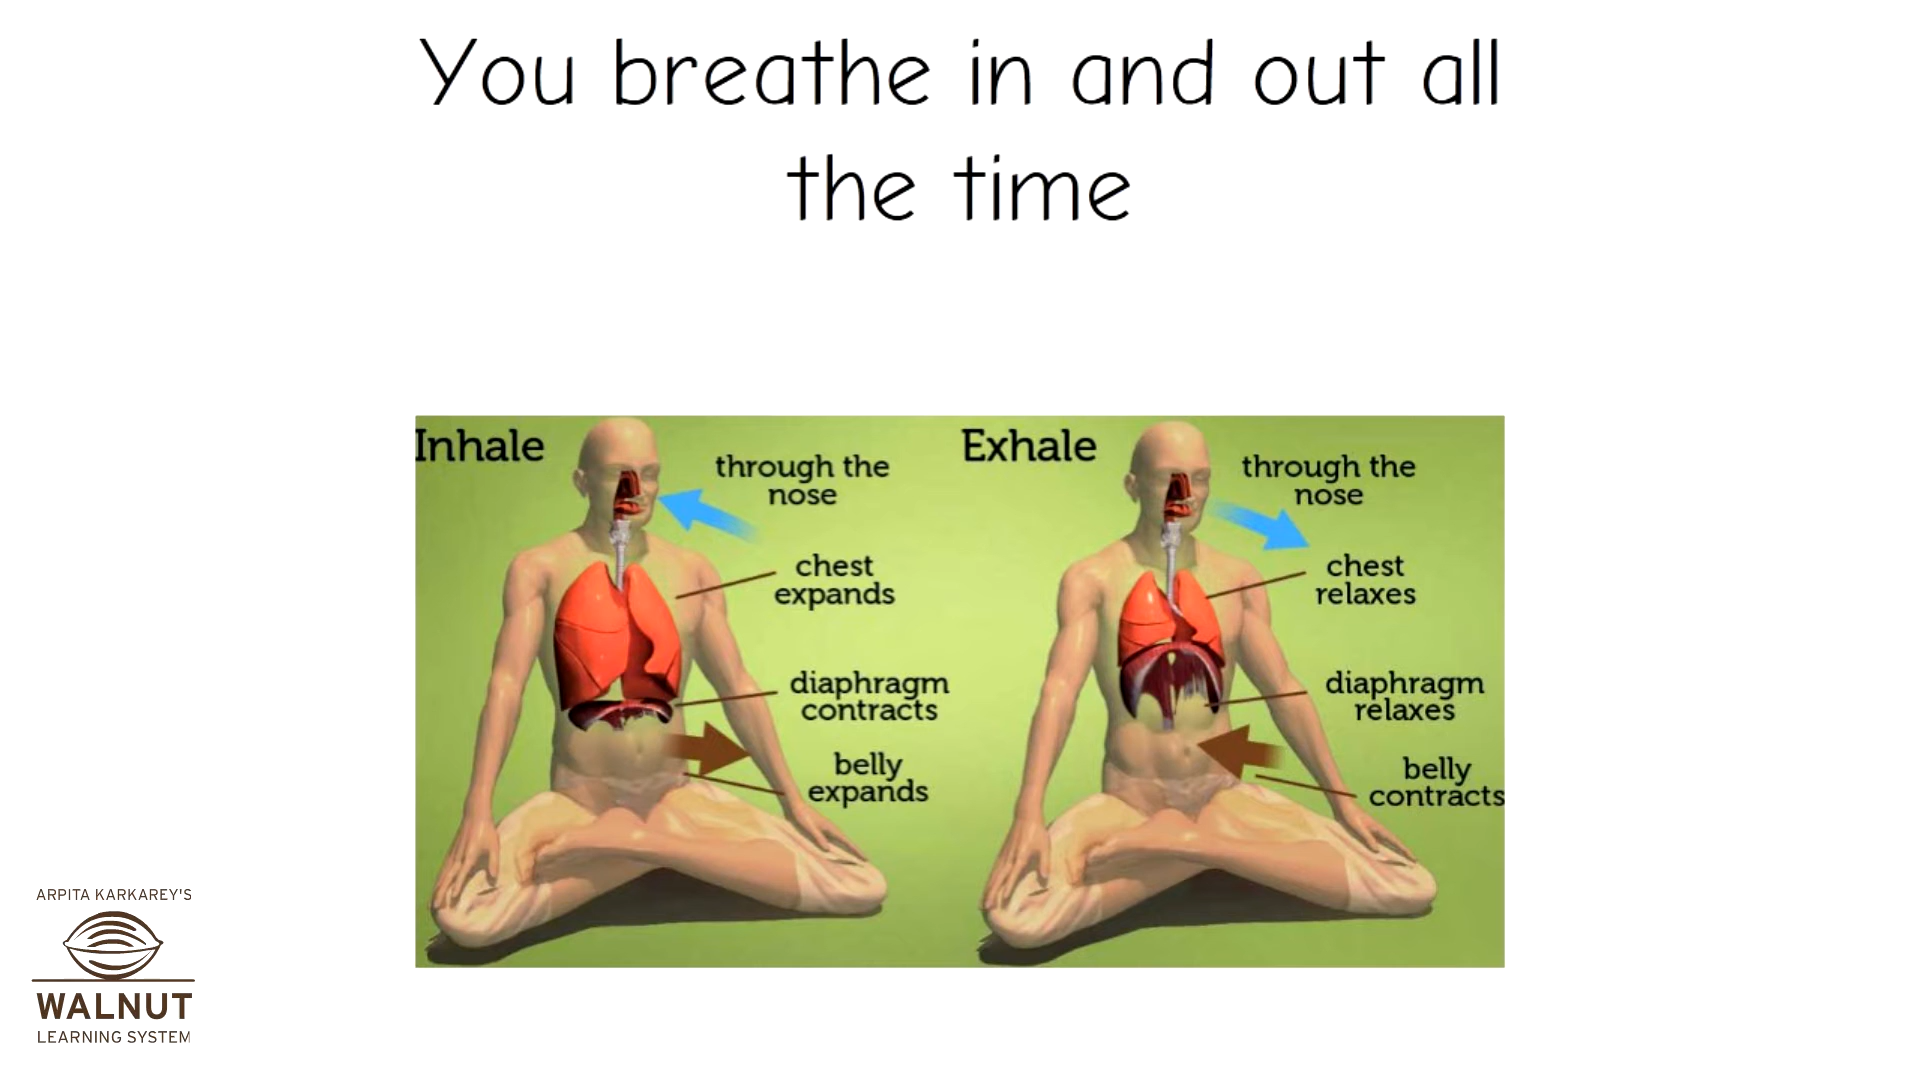 You breathe in and out all
the time
Inhale
through the
nose
chest
expands
diaphragm
contracts
belly
expands
Exhale
through the
nose
chest
relaxes
diaphragm
relaxes
belly
contracts
ARPITA KARKAREY'S
WALNUT
LEARNING SYSTEM